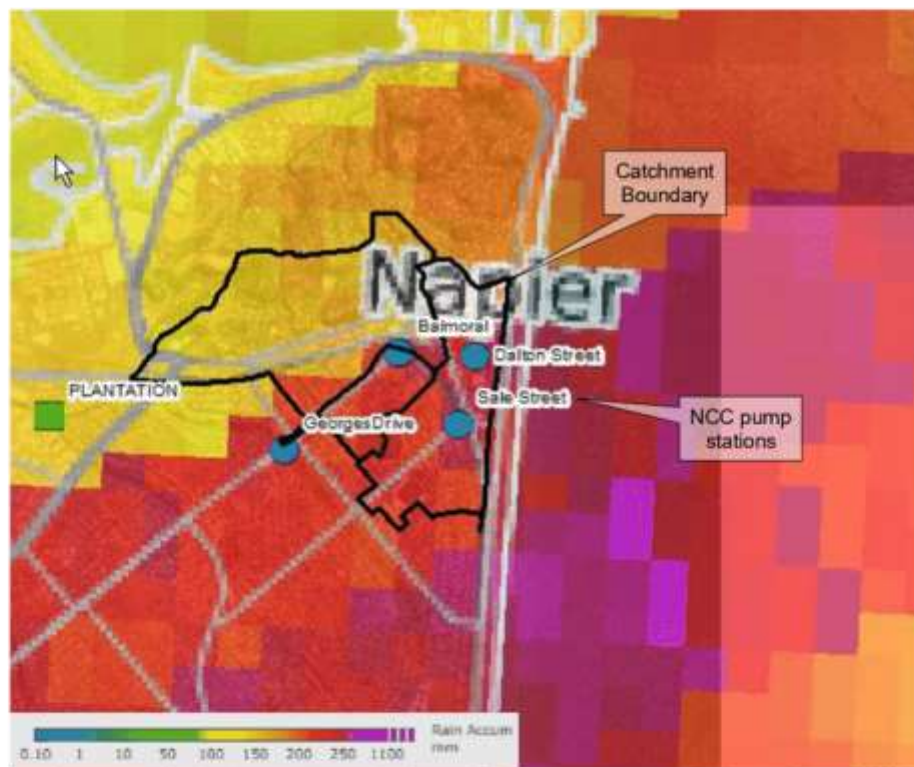 Catchment
Boundary
Napier
Balmoral
Dalton Street
PLANTATION
Sale Street
NCC pump
stations
GeorgesDrive
0.10 1 10 50 100 150 200 250 1100
Rain Accum
mm